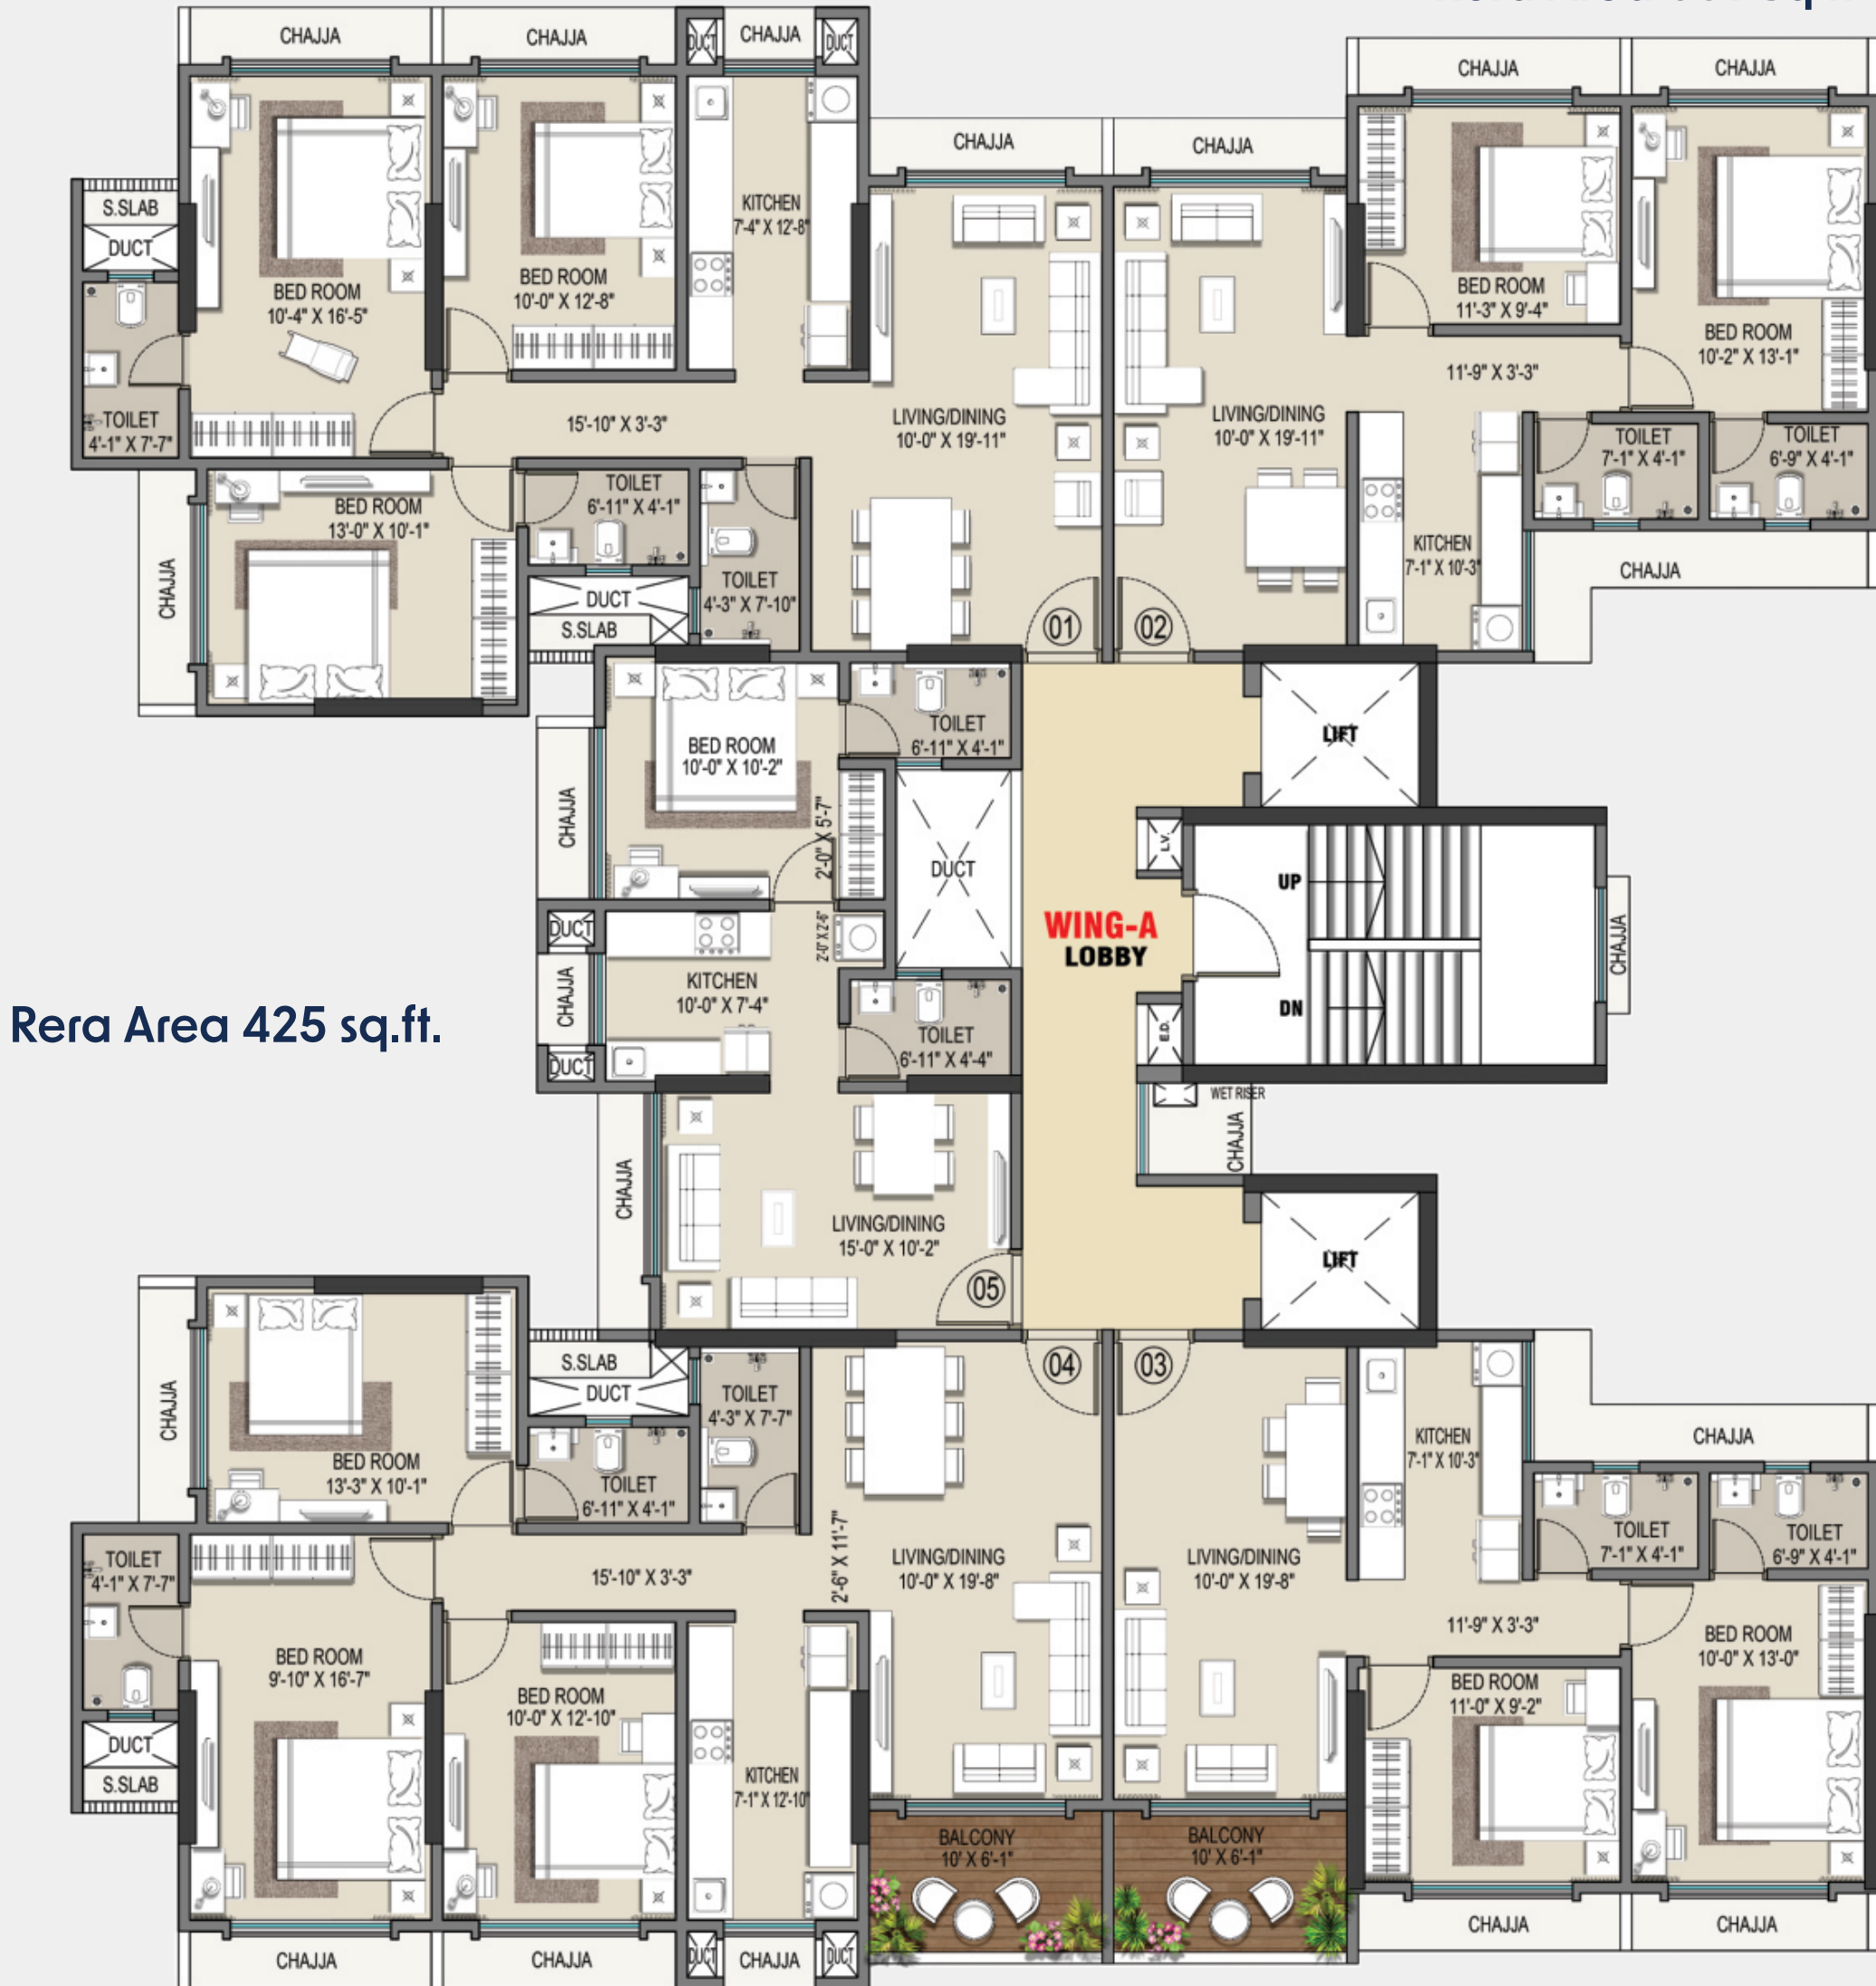 CHAJJA
CHAJJA
DUCT
CHAJJA
DUCT
CHAJJA
CHAJJA
CHAJJA
CHAJJA
S.SLAB
DUCT
BED ROOM
10'-4" X 16'-5"
BED ROOM
10'-0" X 12'-8"
KITCHEN
7'-4" X 12'-8"
BED ROOM
11'-3" X 9'-4"
BED ROOM
10'-2" X 13'-1"
TOILET
4'-1" X 7'-7"
15'-10" X 3'-3"
LIVING/DINING
10'-0" X 19'-11"
LIVING/DINING
10'-0" X 19'-11"
11'-9" X 3'-3"
TOILET
7'-1" X 4'-1"
TOILET
6'-9" X 4'-1"
BED ROOM
13'-0" X 10'-1"
TOILET
6'-11" X 4'-1"
CHAJJA
DUCT
S.SLAB
TOILET
4'-3" X 7'-10"
KITCHEN
7'-1" X 10'-3"
CHAJJA
01
02
BED ROOM
10'-0" X 10'-2"
TOILET
6'-11" X 4'-1"
LIFT
CHAJJA
2'-0" X 5'-7"
DUCT
L.V.
UP
DUCT
2'-0" X 2'-6"
WING-A
LOBBY
CHAJJA
CHAJJA
KITCHEN
10'-0" X 7'-4"
DN
Rera Area 425 sq.ft.
E.D.
TOILET
6'-11" X 4'-4"
DUCT
WET RISER
CHAJJA
CHAJJA
LIVING/DINING
15'-0" X 10'-2"
LIFT
05
04
03
CHAJJA
S.SLAB
DUCT
TOILET
4'-3" X 7'-7"
KITCHEN
7'-1" X 10'-3"
CHAJJA
BED ROOM
13'-3" X 10'-1"
TOILET
6'-11" X 4'-1"
TOILET
7'-1" X 4'-1"
TOILET
6'-9" X 4'-1"
TOILET
4'-1" X 7'-7"
15'-10" X 3'-3"
2'-6" X 11'-7"
LIVING/DINING
10'-0" X 19'-8"
LIVING/DINING
10'-0" X 19'-8"
11'-9" X 3'-3"
BED ROOM
9'-10" X 16'-7"
BED ROOM
10'-0" X 12'-10"
BED ROOM
11'-0" X 9'-2"
BED ROOM
10'-0" X 13'-0"
DUCT
S.SLAB
KITCHEN
7'-1" X 12'-10"
BALCONY
10' X 6'-1"
BALCONY
10' X 6'-1"
CHAJJA
CHAJJA
DUCT
CHAJJA
DUCT
CHAJJA
CHAJJA